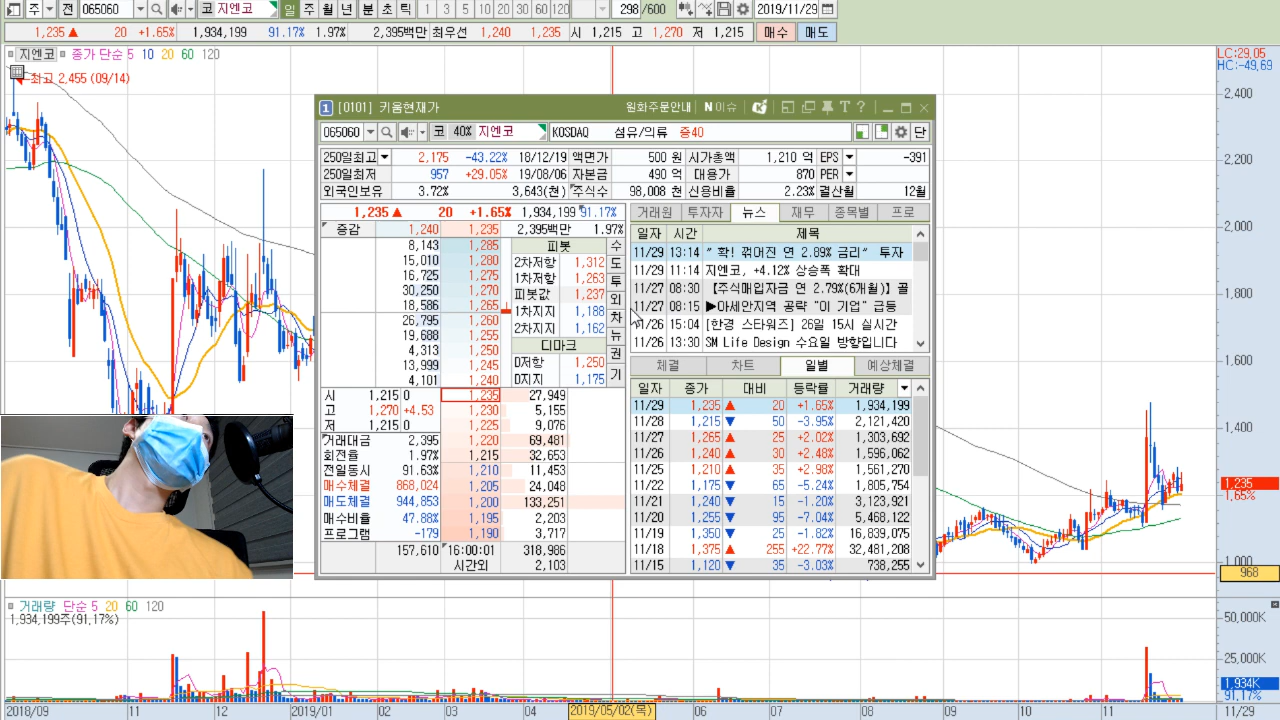 주 전 065060 코 지엔코 일 주 월 년 분 초 틱 1 3 5 10 20 30 60 120 298 /600 2019/11/29
1,235 ▲ 20 +1.65% 1,934,199 91.17% 1.97% 2,395백만 최우선 1,240 1,235 시 1,215 고 1,270 저 1,215 매수 매도
지엔코 종가 단순 5 10 20 60 120
최고 2,455 (09/14)
LC:29.05
HC:-49.69
2,400
2,200
2,000
1,800
1,600
1,400
1,235
1.65%
1,000
968
1 [0101] 키움현재가 원화주문안내 N이슈 T ?
065060 코 40% 지엔코 KOSDAQ 섬유/의류 증40 단
250일최고 2,175 -43.22% 18/12/19 액면가 500 원 시가총액 1,210 억 EPS -391
250일최저 957 +29.05% 19/08/06 자본금 490 억 대용가 870 PER
외국인보유 3.72% 3,643(천) 주식수 98,008 천 신용비율 2.23% 결산월 12월
1,235 ▲ 20 +1.65% 1,934,199 91.17%
증감 1,240 1,235 2,395백만 1.97%
8,143 1,285 피봇
15,010 1,280 2차저항 1,312
16,725 1,275 1차저항 1,263
30,250 1,270 피봇값 1,237
18,586 1,265 1차지지 1,188
26,795 1,260 2차지지 1,162
19,688 1,255 디마크
4,313 1,250 D저항 1,250
13,999 1,245 D지지 1,175
4,101 1,240
수
도
투
외
차
뉴
권
기
시 1,215 0 1,235 27,949
고 1,270 +4.53 1,230 5,155
저 1,215 0 1,225 9,076
거래대금 2,395 1,220 69,481
회전율 1.97% 1,215 32,653
전일동시 91.63% 1,210 11,453
매수체결 868,024 1,205 24,048
매도체결 944,853 1,200 133,251
매수비율 47.88% 1,195 2,203
프로그램 -179 1,190 3,717
157,610 16:00:01 318,986
시간외 2,103
거래원 투자자 뉴스 재무 종목별 프로
일자 시간 제목
11/29 13:14 " 확! 꺾어진 연 2.89% 금리" 투자
11/29 11:14 지엔코, +4.12% 상승폭 확대
11/27 08:30 【주식매입자금 연 2.79%(6개월)】 골
11/27 08:15 ▶아세안지역 공략 "이 기업" 급등
11/26 15:04 [한경 스타워즈] 26일 15시 실시간
11/26 13:30 SM Life Design 수요일 방향입니다
체결 차트 일별 예상체결
일자 종가 대비 등락률 거래량
11/29 1,235 ▲ 20 +1.65% 1,934,199
11/28 1,215 ▼ 50 -3.95% 2,121,420
11/27 1,265 ▲ 25 +2.02% 1,303,692
11/26 1,240 ▲ 30 +2.48% 1,596,062
11/25 1,210 ▲ 35 +2.98% 1,561,270
11/22 1,175 ▼ 65 -5.24% 1,805,754
11/21 1,240 ▼ 15 -1.20% 3,123,921
11/20 1,255 ▼ 95 -7.04% 5,468,122
11/19 1,350 ▼ 25 -1.82% 16,839,075
11/18 1,375 ▲ 255 +22.77% 32,481,208
11/15 1,120 ▼ 35 -3.03% 738,255
거래량 단순 5 20 60 120
1,934,199주(91.17%)
50,000K
25,000K
1,934K
91.17%
2018/09 11 12 2019/01 02 03 04 2019/05/02(목) 06 07 08 09 10 11 11/29